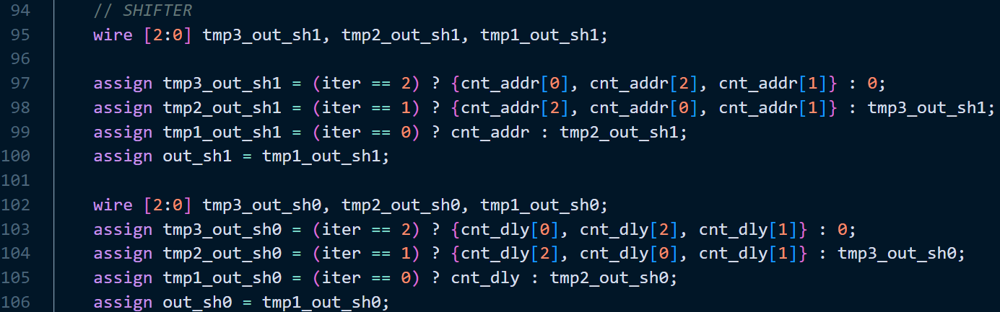 94 // SHIFTER
95 wire [2:0] tmp3_out_sh1, tmp2_out_sh1, tmp1_out_sh1;
96
97 assign tmp3_out_sh1 = (iter == 2) ? {cnt_addr[0], cnt_addr[2], cnt_addr[1]} : 0;
98 assign tmp2_out_sh1 = (iter == 1) ? {cnt_addr[2], cnt_addr[0], cnt_addr[1]} : tmp3_out_sh1;
99 assign tmp1_out_sh1 = (iter == 0) ? cnt_addr : tmp2_out_sh1;
100 assign out_sh1 = tmp1_out_sh1;
101
102 wire [2:0] tmp3_out_sh0, tmp2_out_sh0, tmp1_out_sh0;
103 assign tmp3_out_sh0 = (iter == 2) ? {cnt_dly[0], cnt_dly[2], cnt_dly[1]} : 0;
104 assign tmp2_out_sh0 = (iter == 1) ? {cnt_dly[2], cnt_dly[0], cnt_dly[1]} : tmp3_out_sh0;
105 assign tmp1_out_sh0 = (iter == 0) ? cnt_dly : tmp2_out_sh0;
106 assign out_sh0 = tmp1_out_sh0;